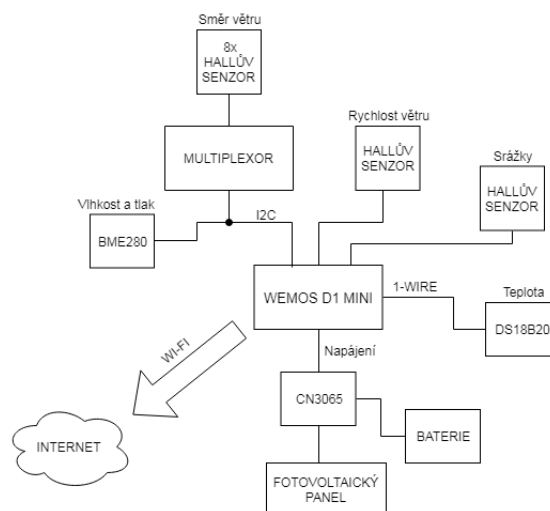 Směr větru
8x
HALLŮV
SENZOR
Rychlost větru
HALLŮV
SENZOR
Srážky
HALLŮV
SENZOR
MULTIPLEXOR
Vlhkost a tlak
BME280
I2C
WEMOS D1 MINI
1-WIRE
Teplota
DS18B20
WI-FI
Napájení
CN3065
INTERNET
BATERIE
FOTOVOLTAICKÝ
PANEL